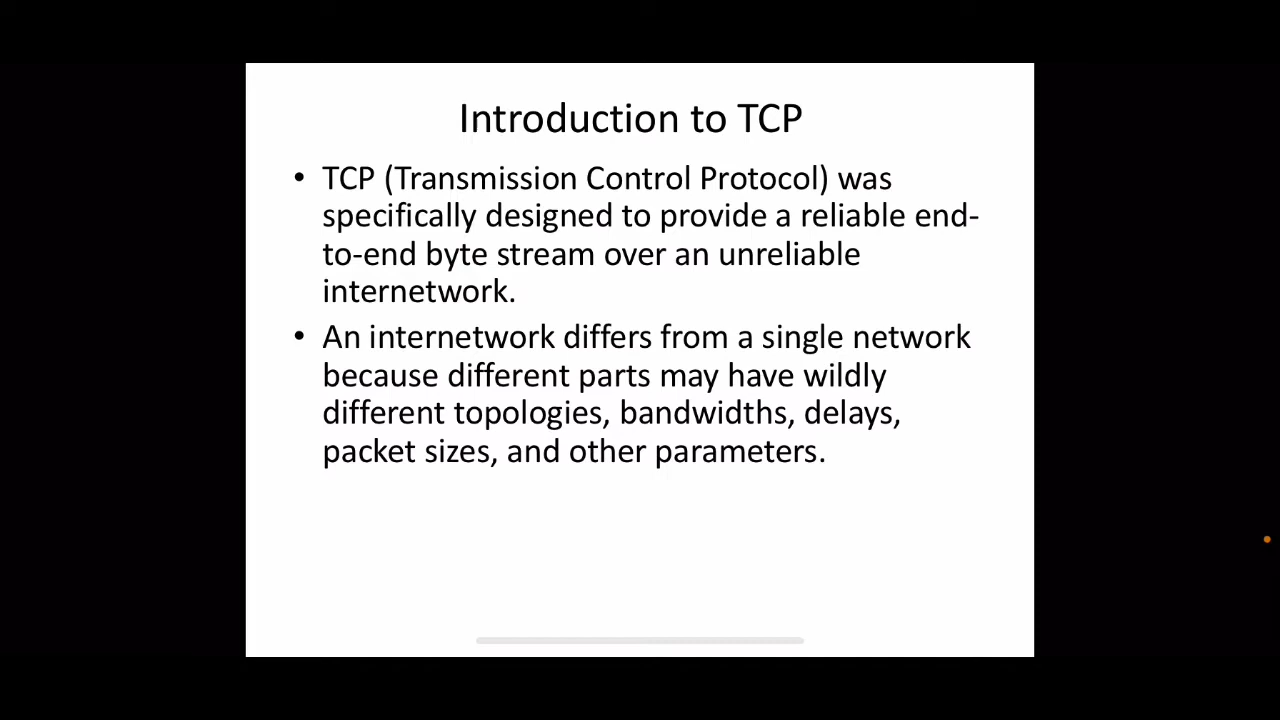 Introduction to TCP
• TCP (Transmission Control Protocol) was
specifically designed to provide a reliable end-
to-end byte stream over an unreliable
internetwork.
• An internetwork differs from a single network
because different parts may have wildly
different topologies, bandwidths, delays,
packet sizes, and other parameters.